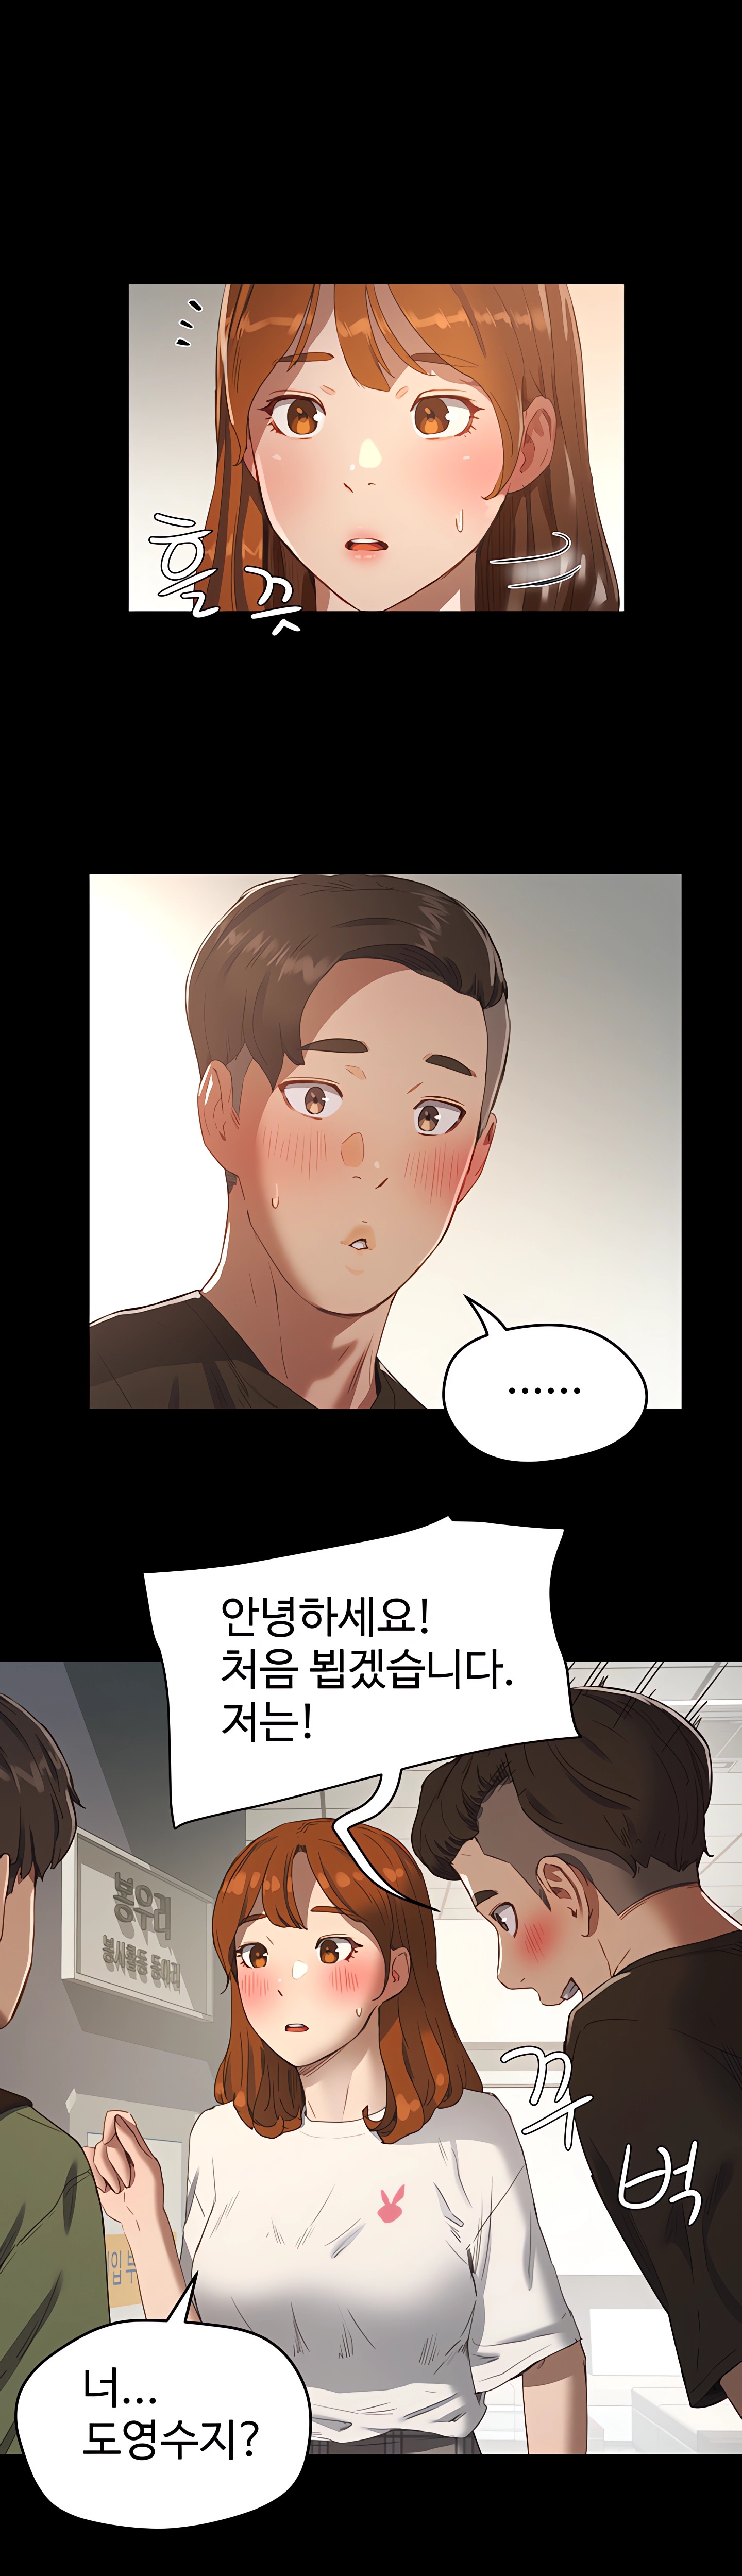 흘끗
......
안녕하세요!
처음 뵙겠습니다.
저는!
봉우리
봉사활동 동아리
꾸벅
너...
도영수지?